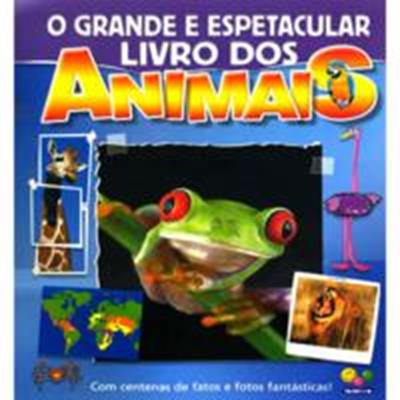 O GRANDE E ESPETACULAR
LIVRO DOS
ANIMAIS
Com centenas de fatos e fotos fantásticas!